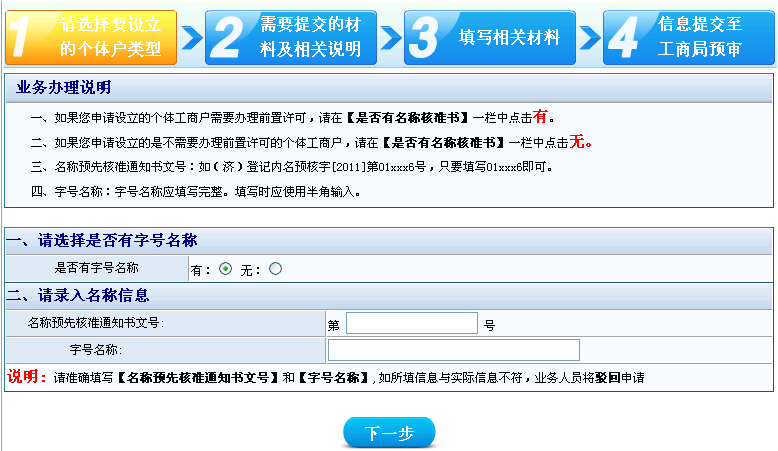 1 请选择要设立的个体户类型
2 需要提交的材料及相关说明
3 填写相关材料
4 信息提交至工商局预审
业务办理说明
一、如果您申请设立的个体工商户需要办理前置许可，请在【是否有名称核准书】一栏中点击有。
二、如果您申请设立的是不需要办理前置许可的个体工商户，请在【是否有名称核准书】一栏中点击无。
三、名称预先核准通知书文号：如（济）登记内名预核字[2011]第01xxx6号，只要填写01xxx6即可。
四、字号名称：字号名称应填写完整。填写时应使用半角输入。
一、请选择是否有字号名称
是否有字号名称 有： 无：
二、请录入名称信息
名称预先核准通知书文号: 第 号
字号名称:
说明：请准确填写【名称预先核准通知书文号】和【字号名称】,如所填信息与实际信息不符，业务人员将驳回申请
下一步